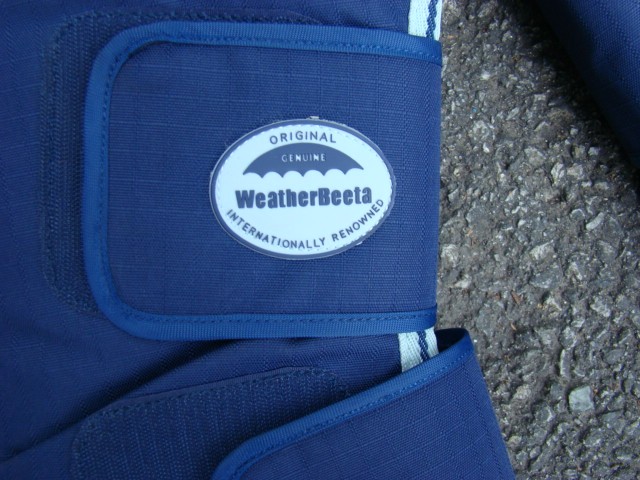 ORIGINAL
GENUINE
WeatherBeeta
INTERNATIONALLY RENOWNED